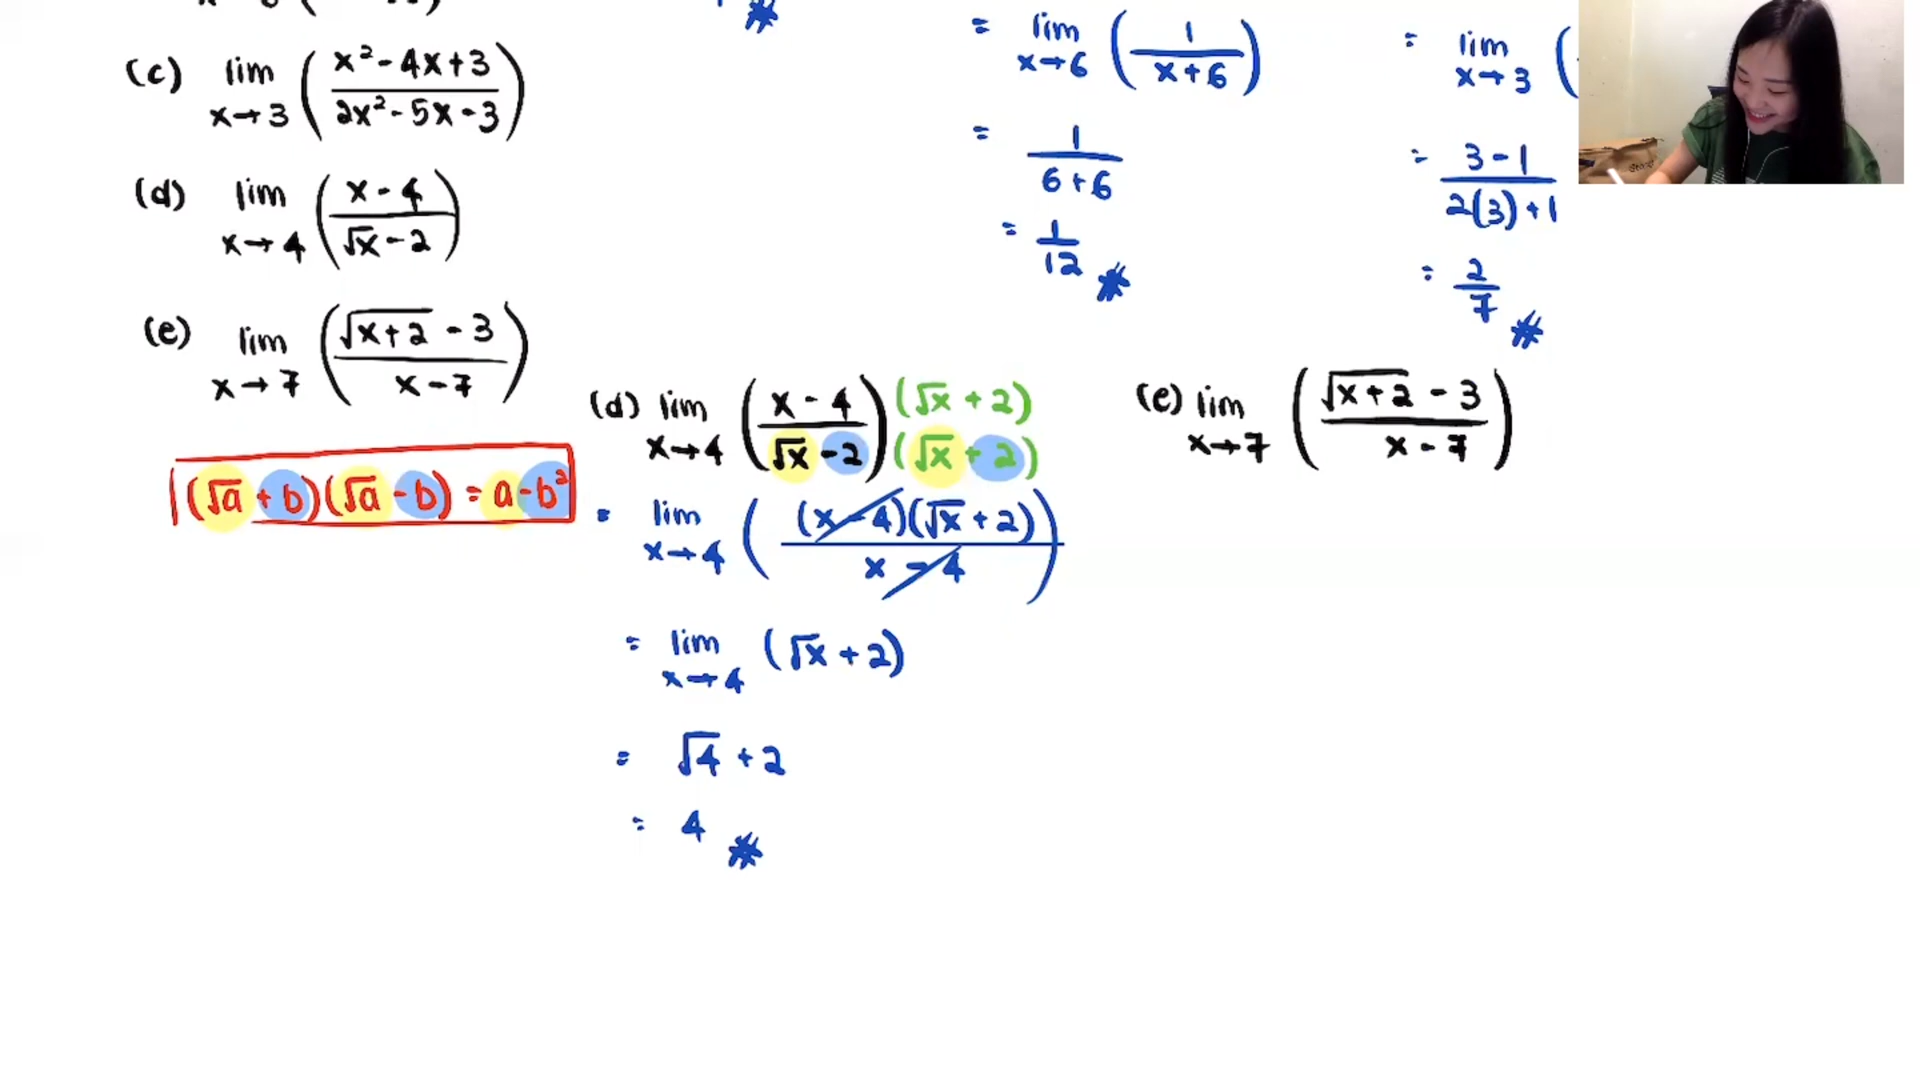 (c) lim x→3 ( x² - 4x + 3 / 2x² - 5x - 3 )
(d) lim x→4 ( x - 4 / √x - 2 )
(e) lim x→7 ( √x+2 - 3 / x - 7 )
(√a + b)(√a - b) = a - b²
= lim x→6 ( 1 / x + 6 )
= 1 / 6 + 6
= 1 / 12 #
= lim x→3 (
= 3 - 1 / 2(3) + 1
= 2 / 7 #
(d) lim x→4 ( x - 4 / √x - 2 ) (√x + 2) / (√x + 2)
= lim x→4 ( (x - 4)(√x + 2) / x - 4 )
= lim x→4 (√x + 2)
= √4 + 2
= 4 #
(e) lim x→7 ( √x+2 - 3 / x - 7 )